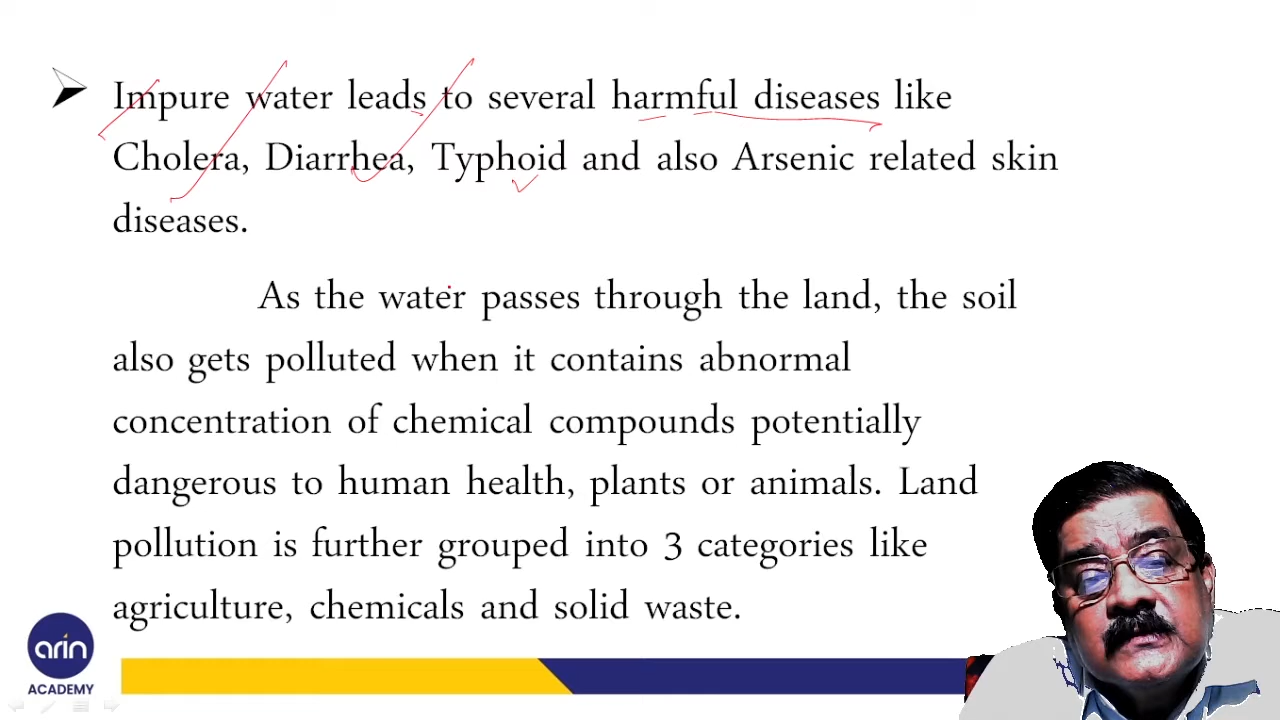 Impure water leads to several harmful diseases like
Cholera, Diarrhea, Typhoid and also Arsenic related skin
diseases.
As the water passes through the land, the soil
also gets polluted when it contains abnormal
concentration of chemical compounds potentially
dangerous to human health, plants or animals. Land
pollution is further grouped into 3 categories like
agriculture, chemicals and solid waste.
arin
ACADEMY